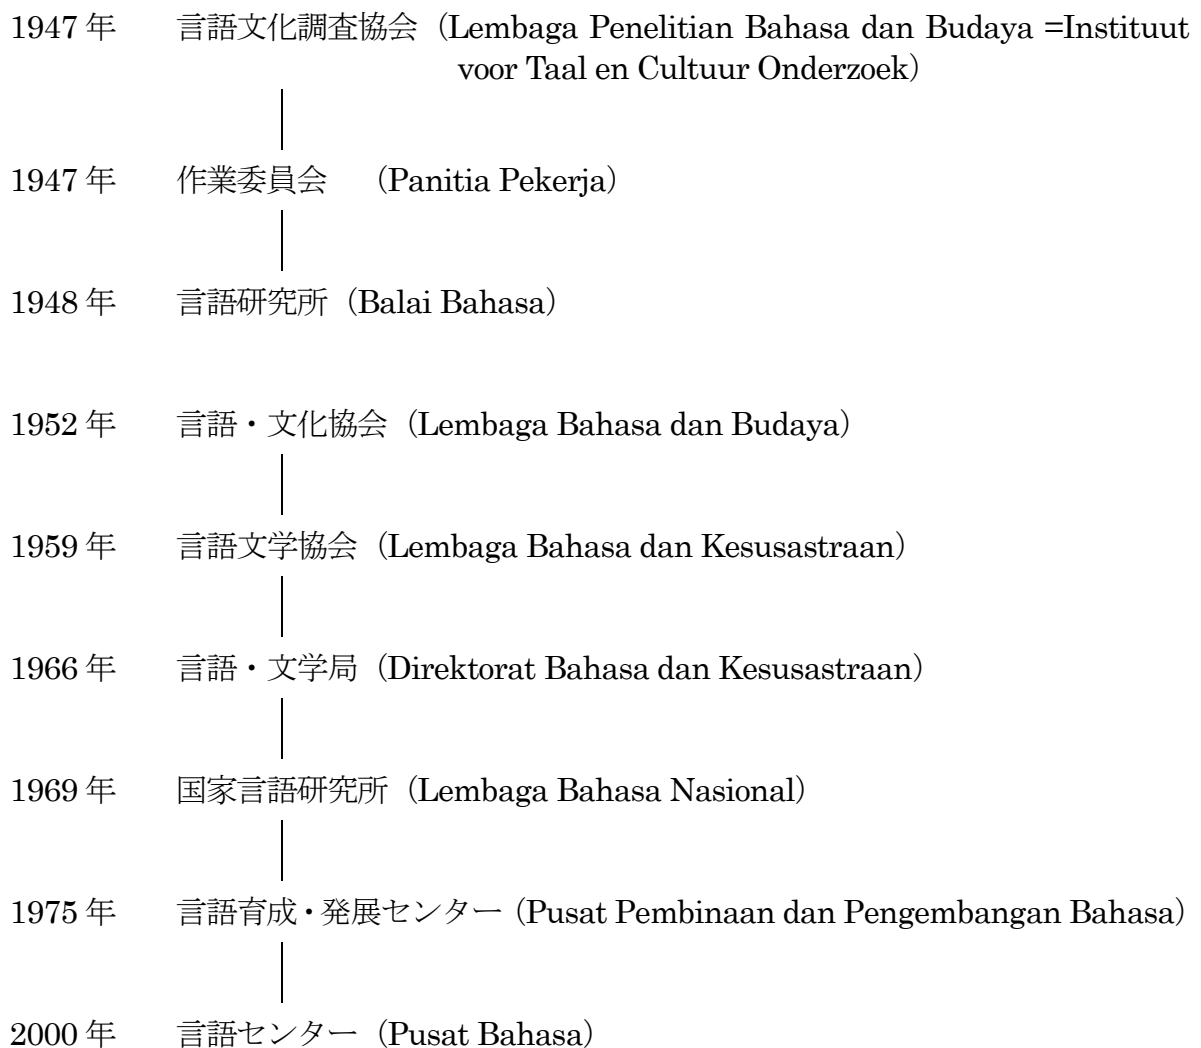 1947 年 言語文化調査協会（Lembaga Penelitian Bahasa dan Budaya =Instituut
voor Taal en Cultuur Onderzoek）
1947 年 作業委員会 （Panitia Pekerja）
1948 年 言語研究所（Balai Bahasa）
1952 年 言語・文化協会（Lembaga Bahasa dan Budaya）
1959 年 言語文学協会（Lembaga Bahasa dan Kesusastraan）
1966 年 言語・文学局（Direktorat Bahasa dan Kesusastraan）
1969 年 国家言語研究所（Lembaga Bahasa Nasional）
1975 年 言語育成・発展センター（Pusat Pembinaan dan Pengembangan Bahasa）
2000 年 言語センター（Pusat Bahasa）